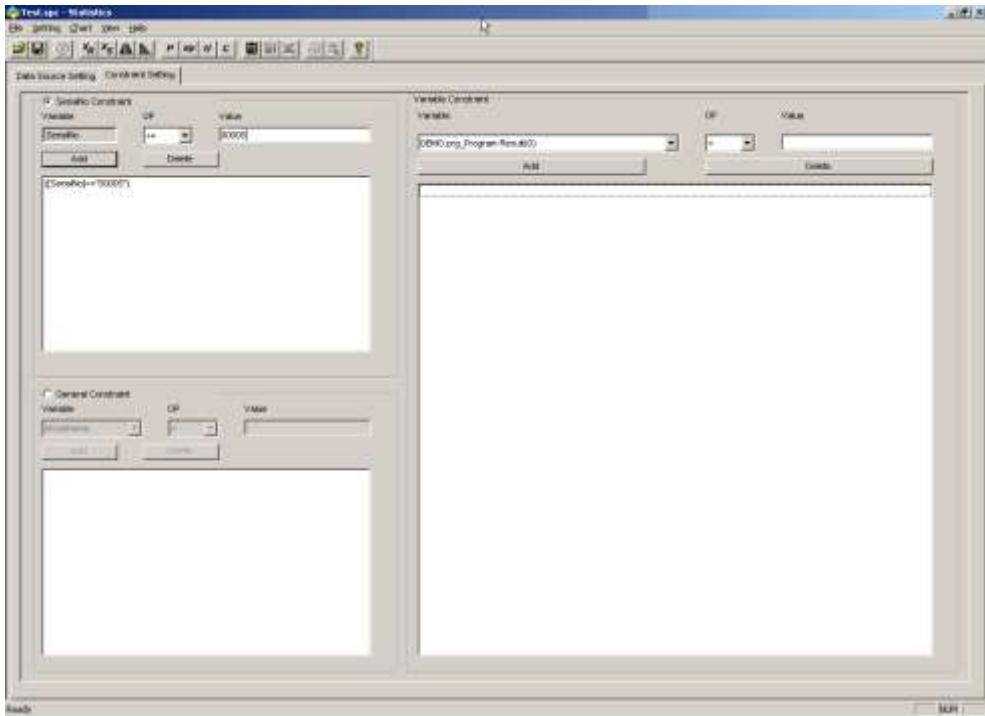 Test.spc - Statistics
File Setting Chart View Help
Data Source Setting Constraint Setting
SerialNo Constraint
Variable OP Value
SerialNo
Add Delete
General Constraint
Variable OP Value
Add Delete
Variable Constraint
Variable OP Value
DEMO.prg_Program Result(0)
Add Delete
Ready NUM